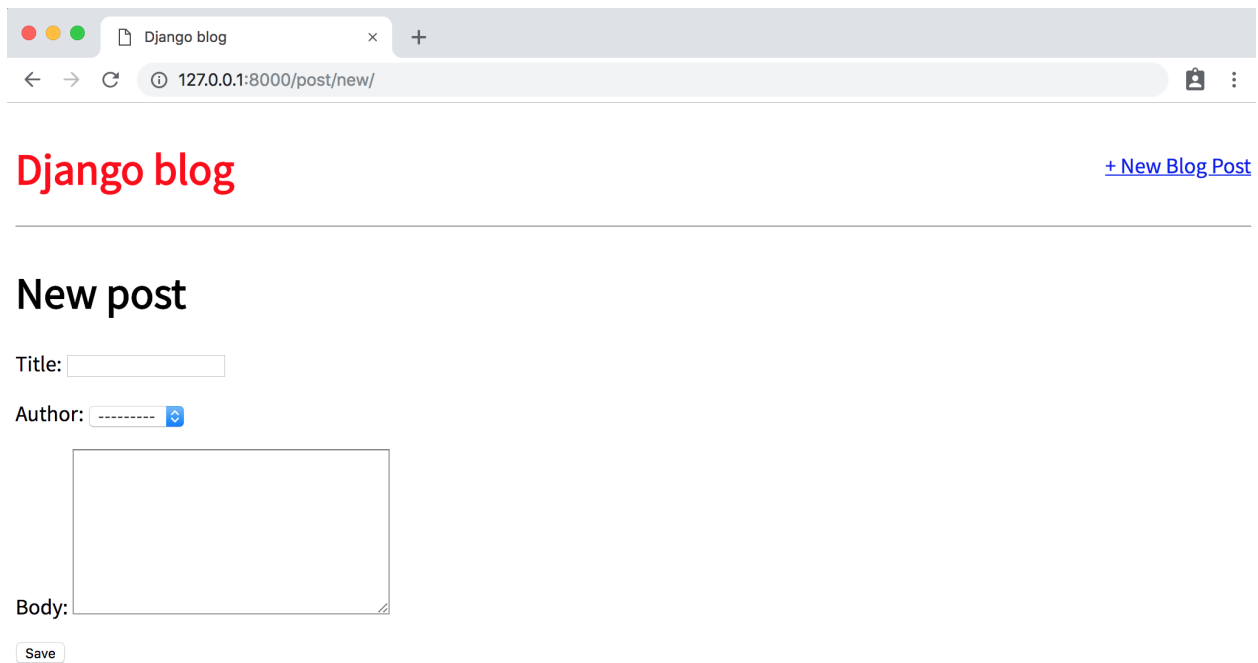 Django blog
127.0.0.1:8000/post/new/
Django blog
+ New Blog Post
New post
Title:
Author: ---------
Body:
Save